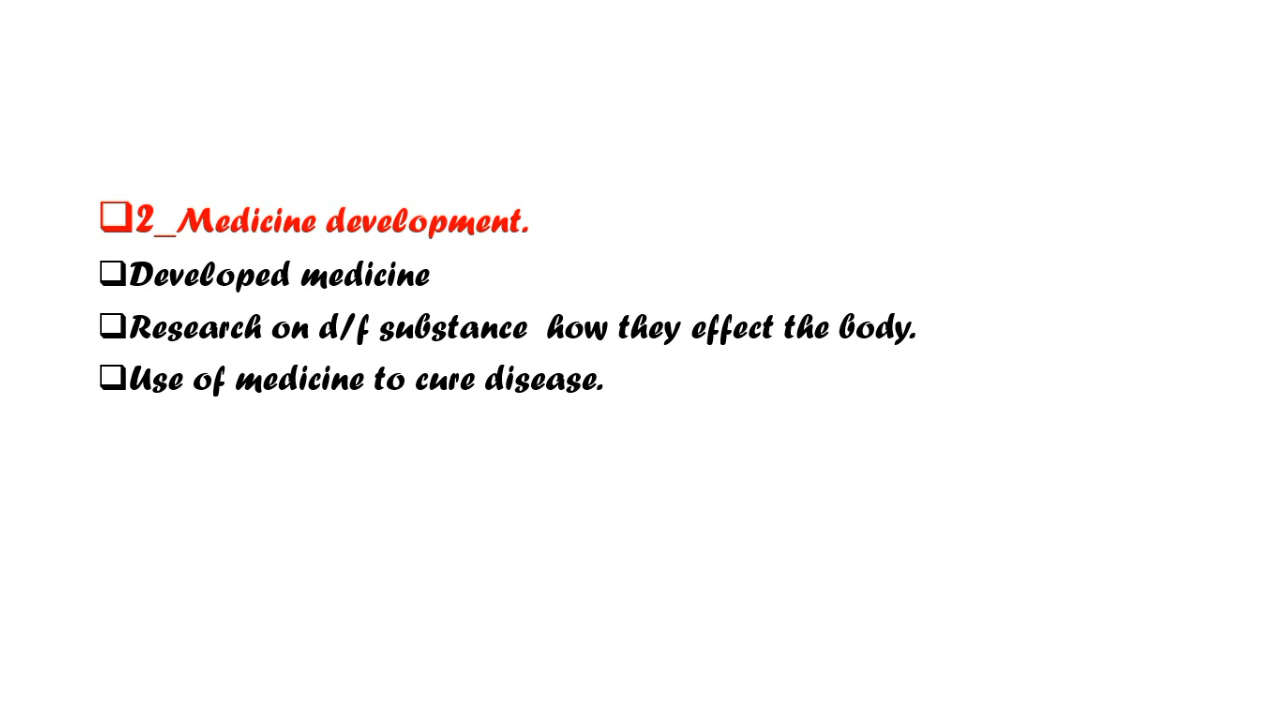 ❑2_Medicine development.
❑Developed medicine
❑Research on d/f substance  how they effect the body.
❑Use of medicine to cure disease.